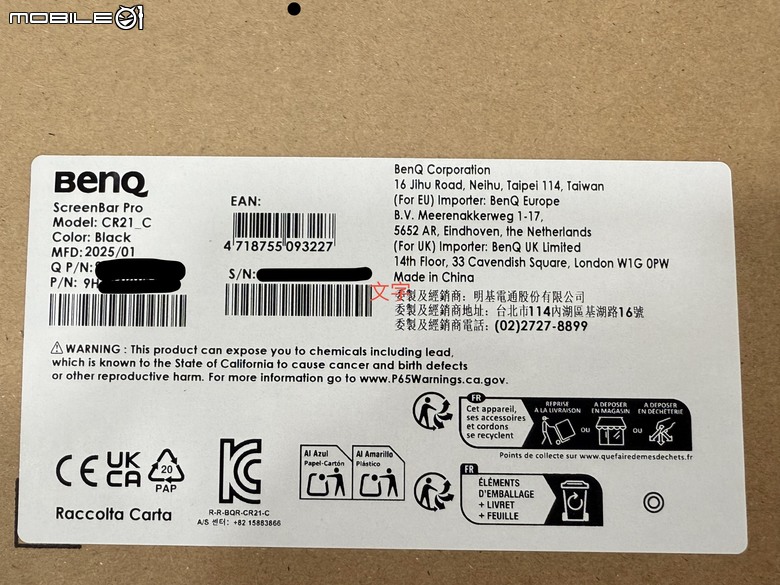 MOBILE01
BenQ
ScreenBar Pro
Model: CR21_C
Color: Black
MFD: 2025/01
Q P/N:
P/N: 9H
EAN:
4 718755 093227
S/N:
BenQ Corporation
16 Jihu Road, Neihu, Taipei 114, Taiwan
(For EU) Importer: BenQ Europe
B.V. Meerenakkerweg 1-17,
5652 AR, Eindhoven, the Netherlands
(For UK) Importer: BenQ UK Limited
14th Floor, 33 Cavendish Square, London W1G 0PW
Made in China
文字
委製及經銷商: 明基電通股份有限公司
委製及經銷商地址: 台北市114內湖區基湖路16號
委製及經銷商電話: (02)2727-8899
WARNING : This product can expose you to chemicals including lead,
which is known to the State of California to cause cancer and birth defects
or other reproductive harm. For more information go to www.P65Warnings.ca.gov.
FR
Cet appareil,
ses accessoires
et cordons
se recyclent
REPRISE
À LA LIVRAISON
OU
À DÉPOSER
EN MAGASIN
OU
À DÉPOSER
EN DÉCHÈTERIE
Points de collecte sur www.quefairedemesdechets.fr
CE
UK
CA
20
PAP
Raccolta Carta
R-R-BQR-CR21-C
A/S 센터: +82 15883866
Al Azul
Papel-Cartón
Al Amarillo
Plástico
FR
ÉLÉMENTS
D'EMBALLAGE
+ LIVRET
+ FEUILLE